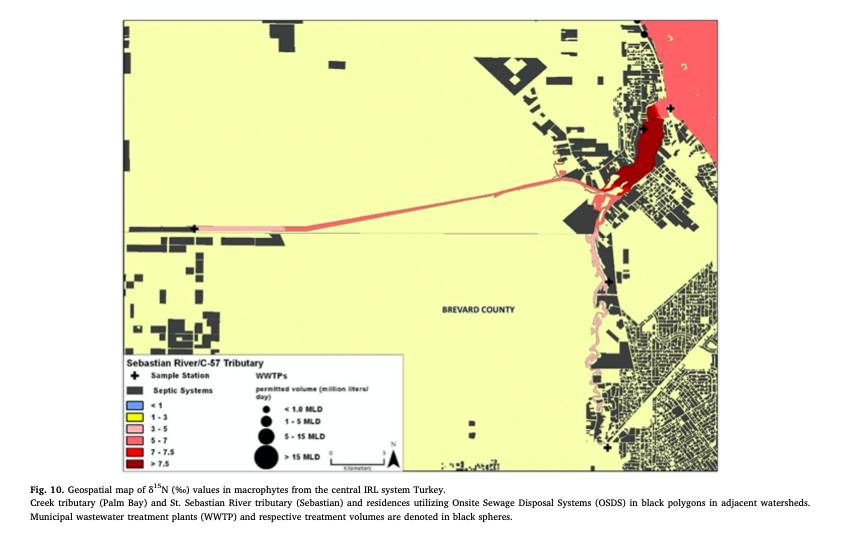 BREVARD COUNTY
Sebastian River/C-57 Tributary
Sample Station
Septic Systems
< 1
1 - 3
3 - 5
5 - 7
7 - 7.5
> 7.5
WWTPs
permitted volume (million liters/
day)
< 1.0 MLD
1 - 5 MLD
5 - 15 MLD
> 15 MLD
N
0 3
Kilometers
Fig. 10. Geospatial map of δ¹⁵N (‰) values in macrophytes from the central IRL system Turkey.
Creek tributary (Palm Bay) and St. Sebastian River tributary (Sebastian) and residences utilizing Onsite Sewage Disposal Systems (OSDS) in black polygons in adjacent watersheds.
Municipal wastewater treatment plants (WWTP) and respective treatment volumes are denoted in black spheres.